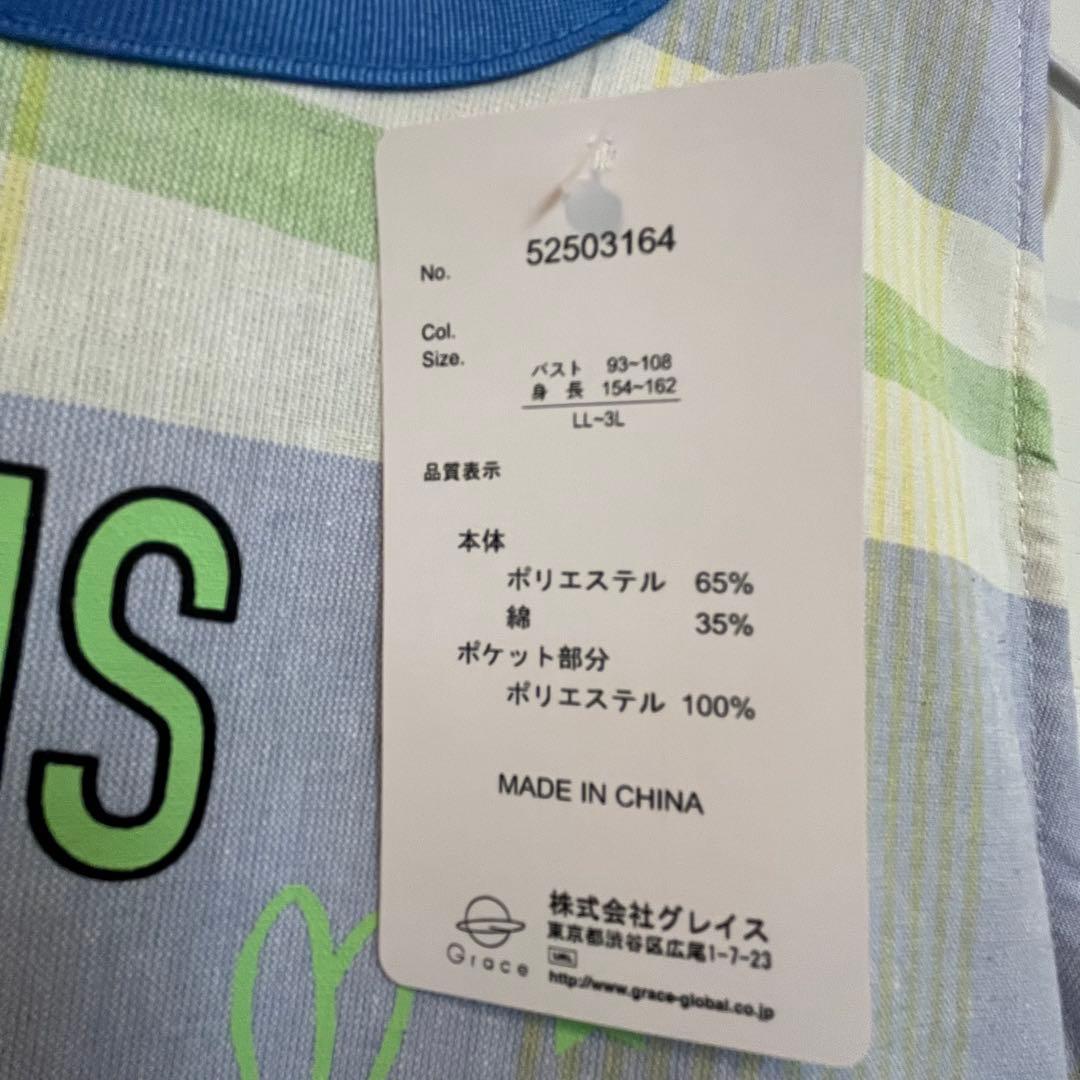 No. 52503164
Col.
Size.
バスト 93~108
身 長 154~162
LL~3L
品質表示
本体
ポリエステル 65%
綿 35%
ポケット部分
ポリエステル 100%
MADE IN CHINA
Grace
株式会社グレイス
東京都渋谷区広尾1-7-23
URL
http://www.grace-global.co.jp
S